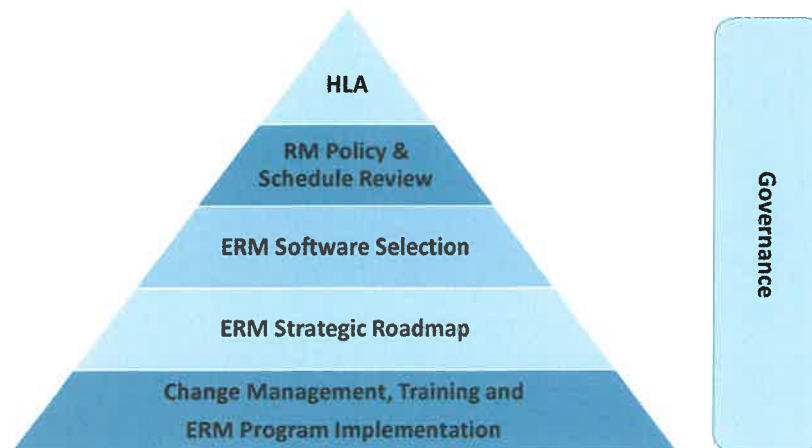 HLA
RM Policy &
Schedule Review
ERM Software Selection
ERM Strategic Roadmap
Change Management, Training and
ERM Program Implementation
Governance